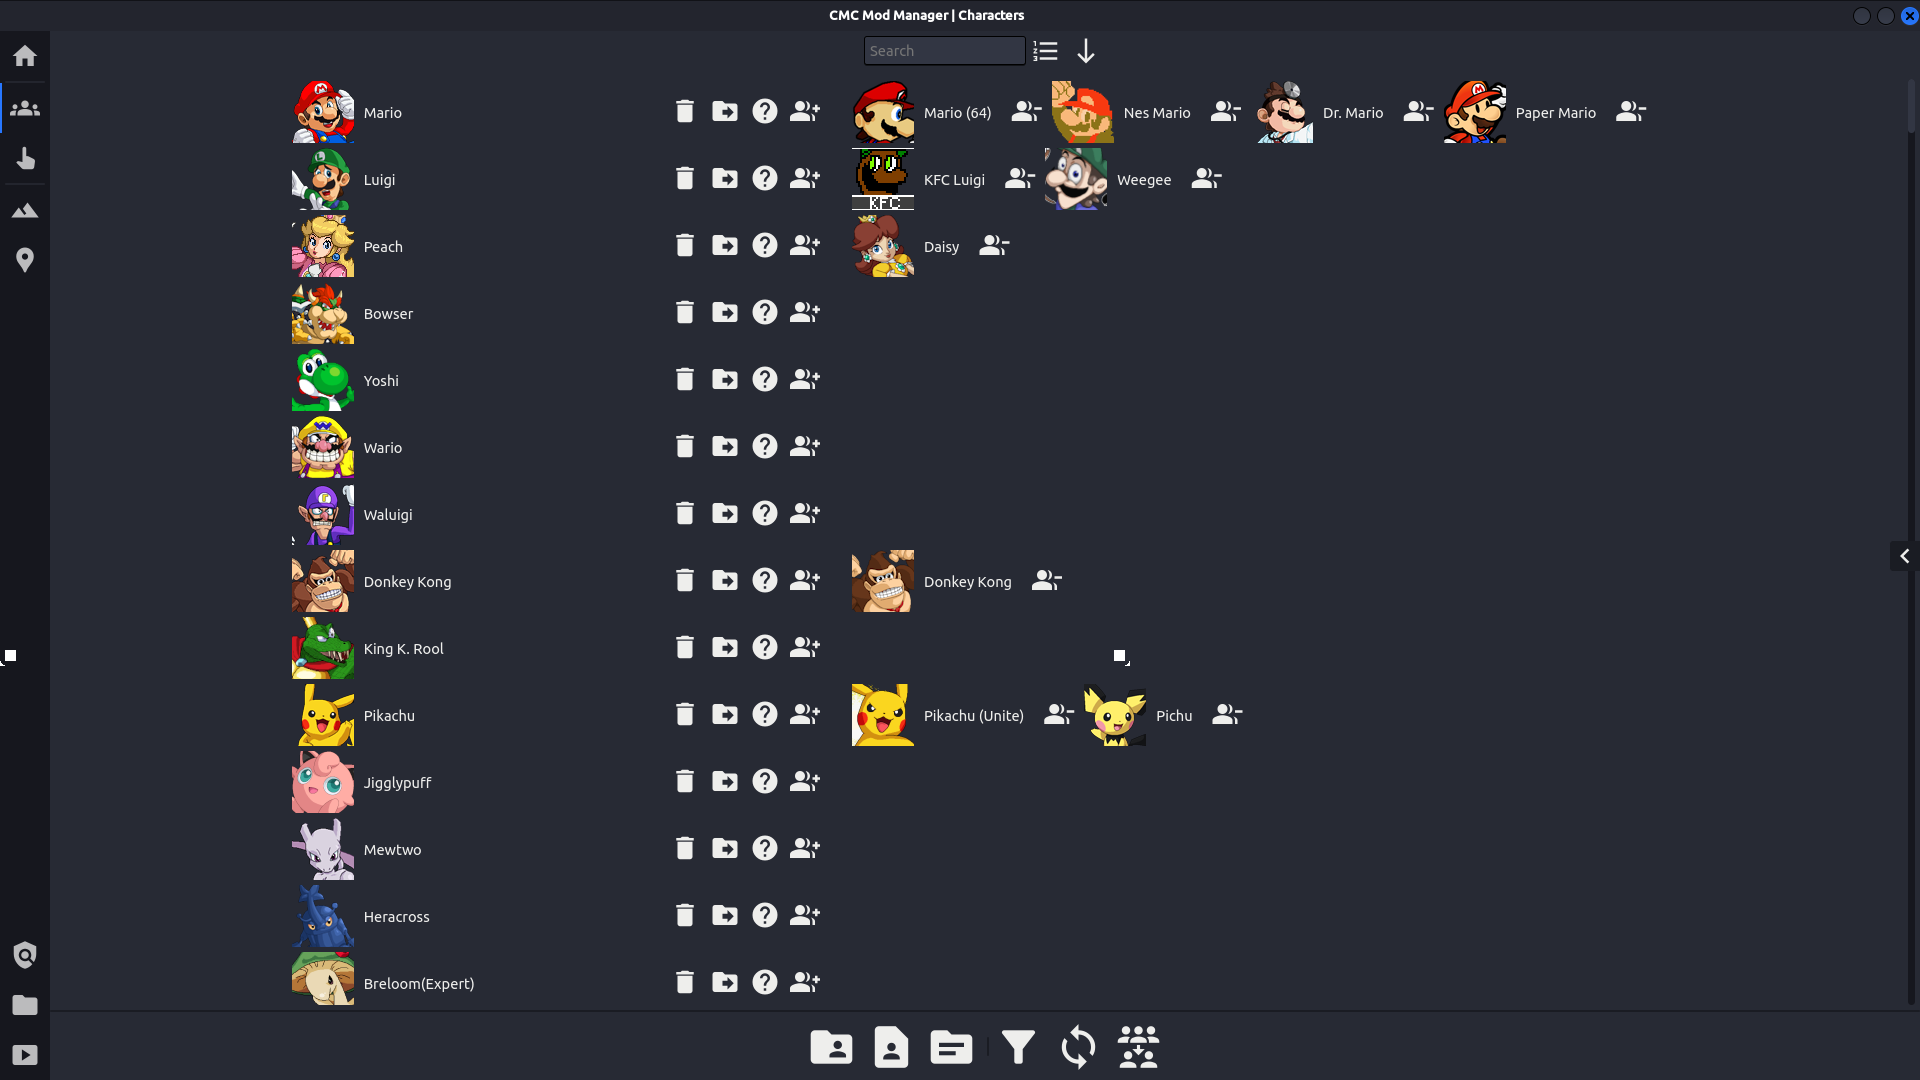 CMC Mod Manager | Characters
Search
Mario Mario (64) Nes Mario Dr. Mario Paper Mario
Luigi KFC Luigi Weegee
KFC
Peach Daisy
Bowser
Yoshi
Wario
Waluigi
Donkey Kong Donkey Kong
King K. Rool
Pikachu Pikachu (Unite) Pichu
Jigglypuff
Mewtwo
Heracross
Breloom(Expert)